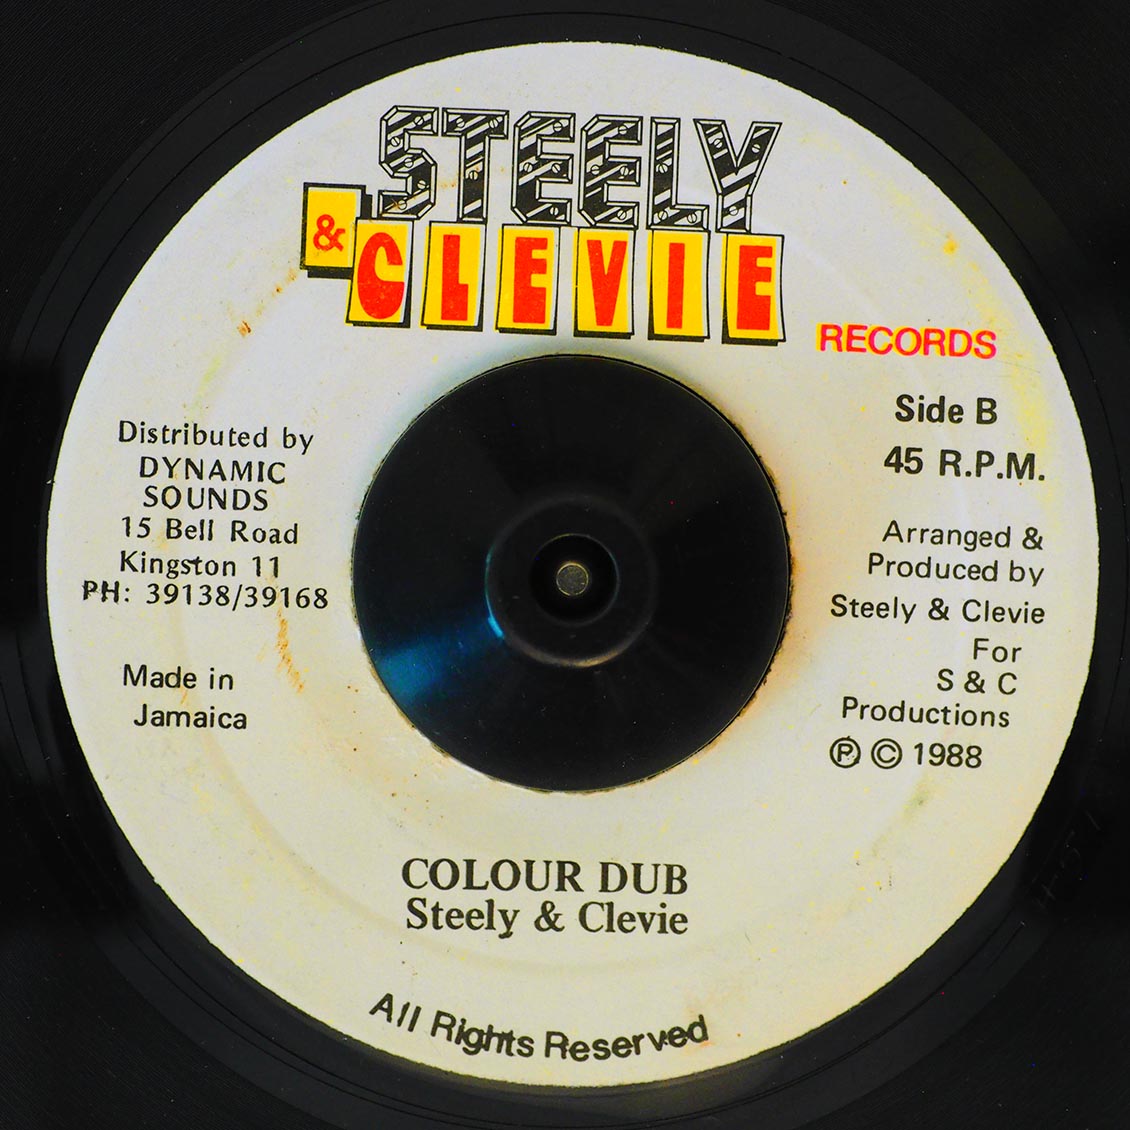 STEELY
& CLEVIE
RECORDS
Side B
45 R.P.M.
Distributed by
DYNAMIC
SOUNDS
15 Bell Road
Kingston 11
PH: 39138/39168
Made in
Jamaica
Arranged &
Produced by
Steely & Clevie
For
S & C
Productions
Ⓟ © 1988
COLOUR DUB
Steely & Clevie
All Rights Reserved